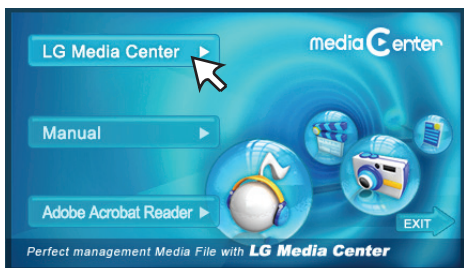 LG Media Center
media Center
Manual
Adobe Acrobat Reader
EXIT
Perfect management Media File with LG Media Center